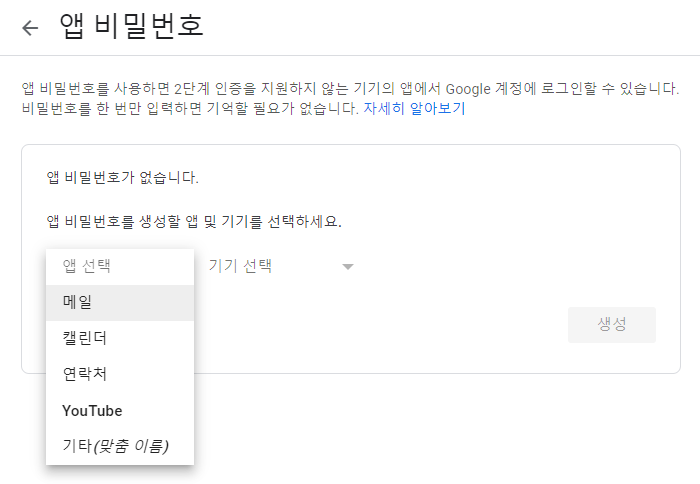 앱 비밀번호
앱 비밀번호를 사용하면 2단계 인증을 지원하지 않는 기기의 앱에서 Google 계정에 로그인할 수 있습니다.
비밀번호를 한 번만 입력하면 기억할 필요가 없습니다. 자세히 알아보기
앱 비밀번호가 없습니다.
앱 비밀번호를 생성할 앱 및 기기를 선택하세요.
앱 선택 기기 선택
메일
생성
캘린더
연락처
YouTube
기타(맞춤 이름)